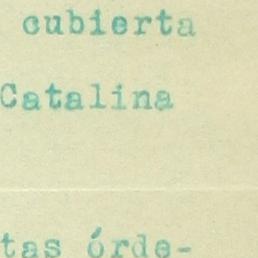 cubierta
Catalina
tas órde-